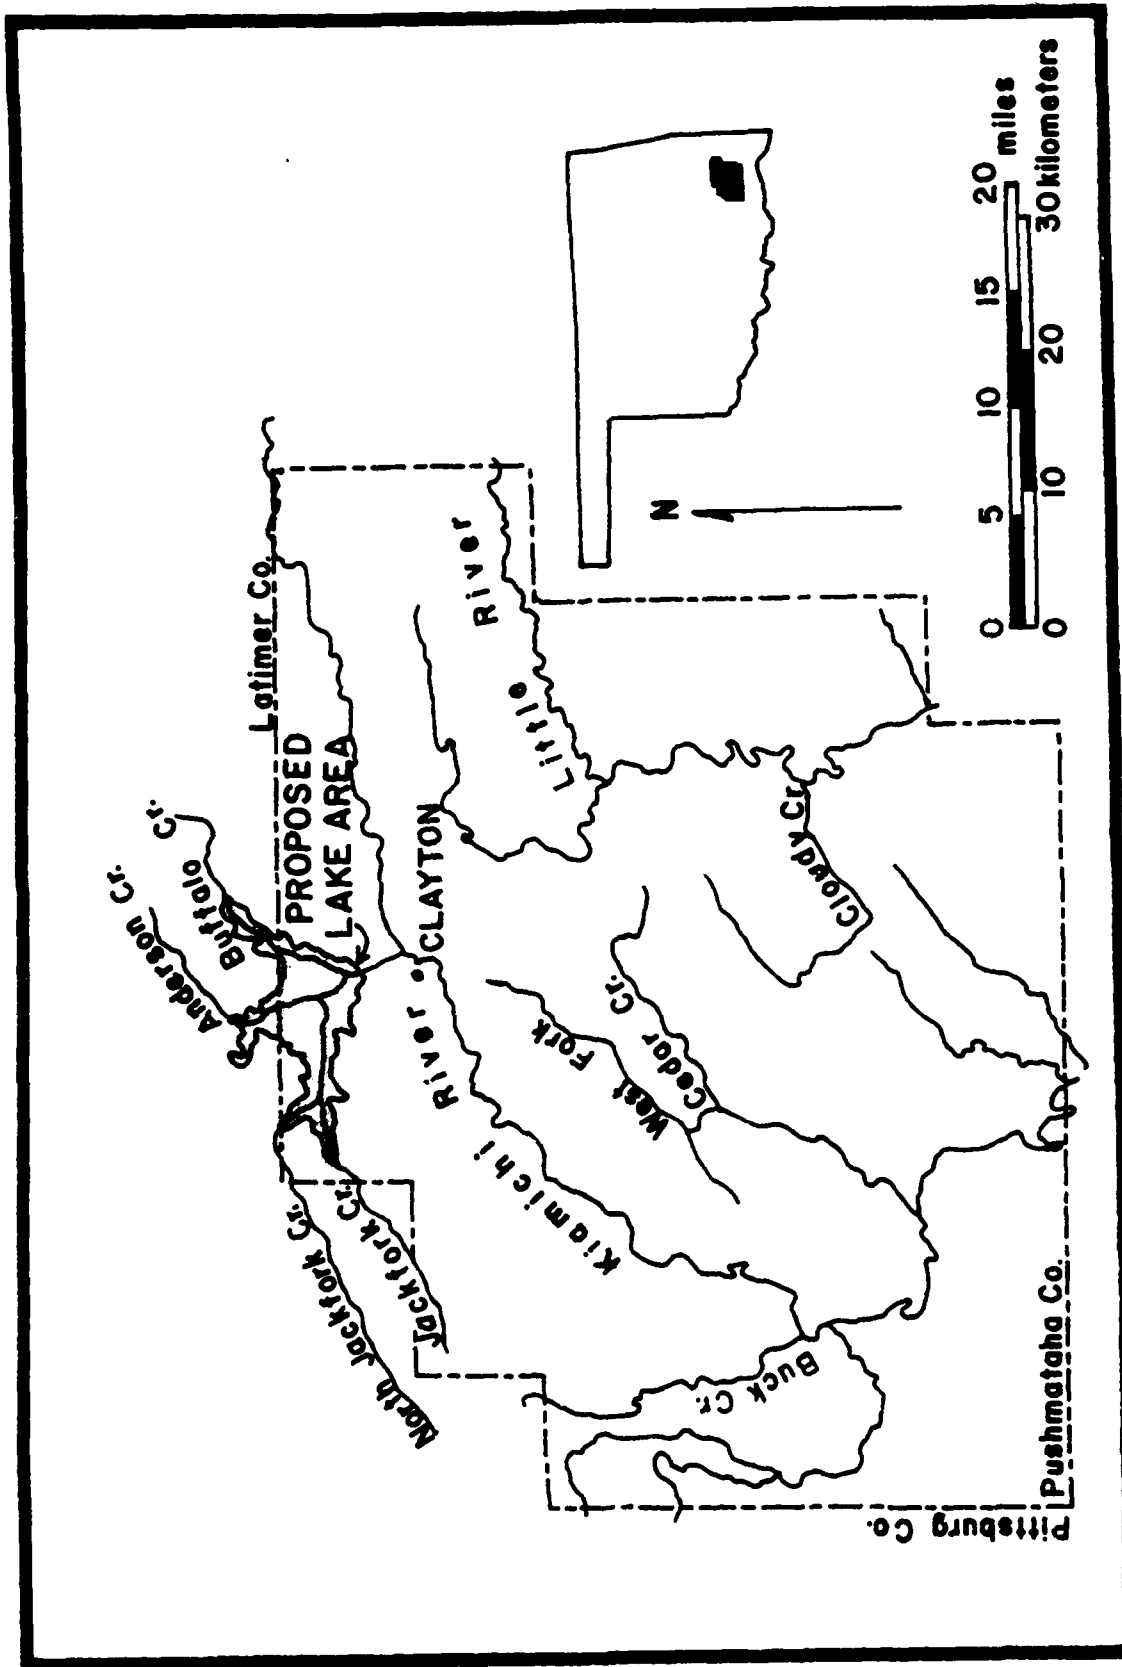 Anderson Cr.
Buffalo Cr.
Latimer Co.
PROPOSED
LAKE AREA
North Jackfork Cr.
Jackfork Cr.
CLAYTON
Kiamichi River
Little River
West Fork
Cedar Cr.
Cloudy Cr.
Buck Cr.
Pittsburg Co.
Pushmataha Co.
N
0 5 10 15 20 miles
0 10 20 30 kilometers